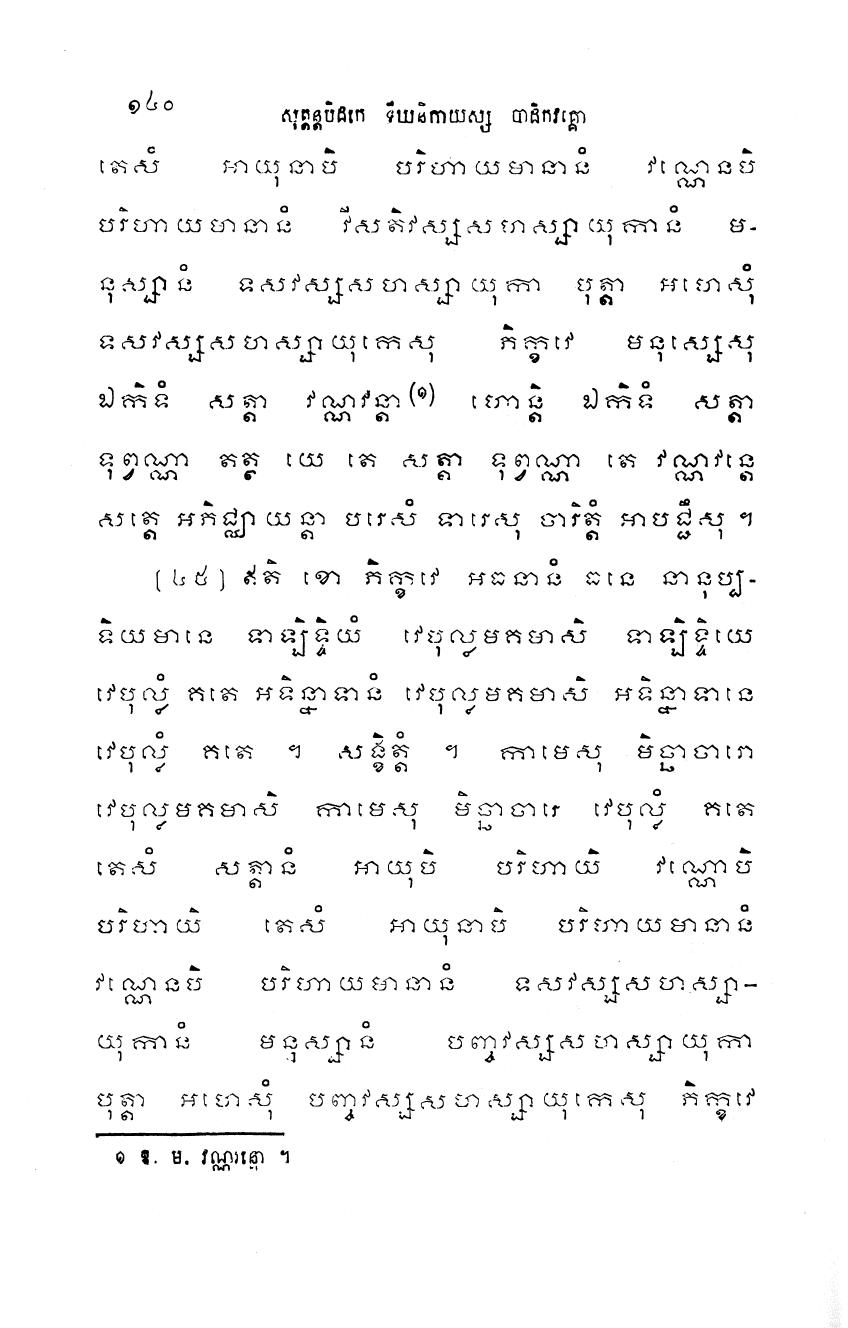 ១៤០
សុត្តន្តបិដកេ ទីឃនិកាយស្ស បាដិកវគ្គោ
តេសំ អាយុនាបិ បរិហាយមានានំ វណ្ណេនបិ
បរិហាយមានានំ វីសតិវស្សសហស្សាយុកានំ ម-
នុស្សានំ ទសវស្សសហស្សាយុកា បុត្តា អហេសុំ
ទសវស្សសហស្សាយុកេសុ ភិក្ខវេ មនុស្សេសុ
ឯកិទំ សត្តា វណ្ណវន្តា (១) ហោន្តិ ឯកិទំ សត្តា
ទុព្វណ្ណា តត្ថ យេ តេ សត្តា ទុព្វណ្ណា តេ វណ្ណវន្តេ
សត្តេ អភិជ្ឈាយន្តា បរេសំ ទារេសុ ចារិត្តំ អាបជ្ជឹសុ ។
[៤៥] ឥតិ ខោ ភិក្ខវេ អធនានំ ធនេ នានុប្ប-
ទិយមានេ ទាឡិទ្ទិយំ វេបុល្លមគមាសិ ទាឡិទ្ទិយេ
វេបុល្លំ គតេ អទិន្នាទានំ វេបុល្លមគមាសិ អទិន្នាទានេ
វេបុល្លំ គតេ ។ សង្ខិត្តំ ។ កាមេសុ មិច្ឆាចារោ
វេបុល្លមគមាសិ កាមេសុ មិច្ឆាចារេ វេបុល្លំ គតេ
តេសំ សត្តានំ អាយុបិ បរិហាយិ វណ្ណោបិ
បរិហាយិ តេសំ អាយុនាបិ បរិហាយមានានំ
វណ្ណេនបិ បរិហាយមានានំ ទសវស្សសហស្សា-
យុកានំ មនុស្សានំ បញ្ចវស្សសហស្សាយុកា
បុត្តា អហេសុំ បញ្ចវស្សសហស្សាយុកេសុ ភិក្ខវេ
១ ឱ. ម. វណ្ណវន្តោ ។